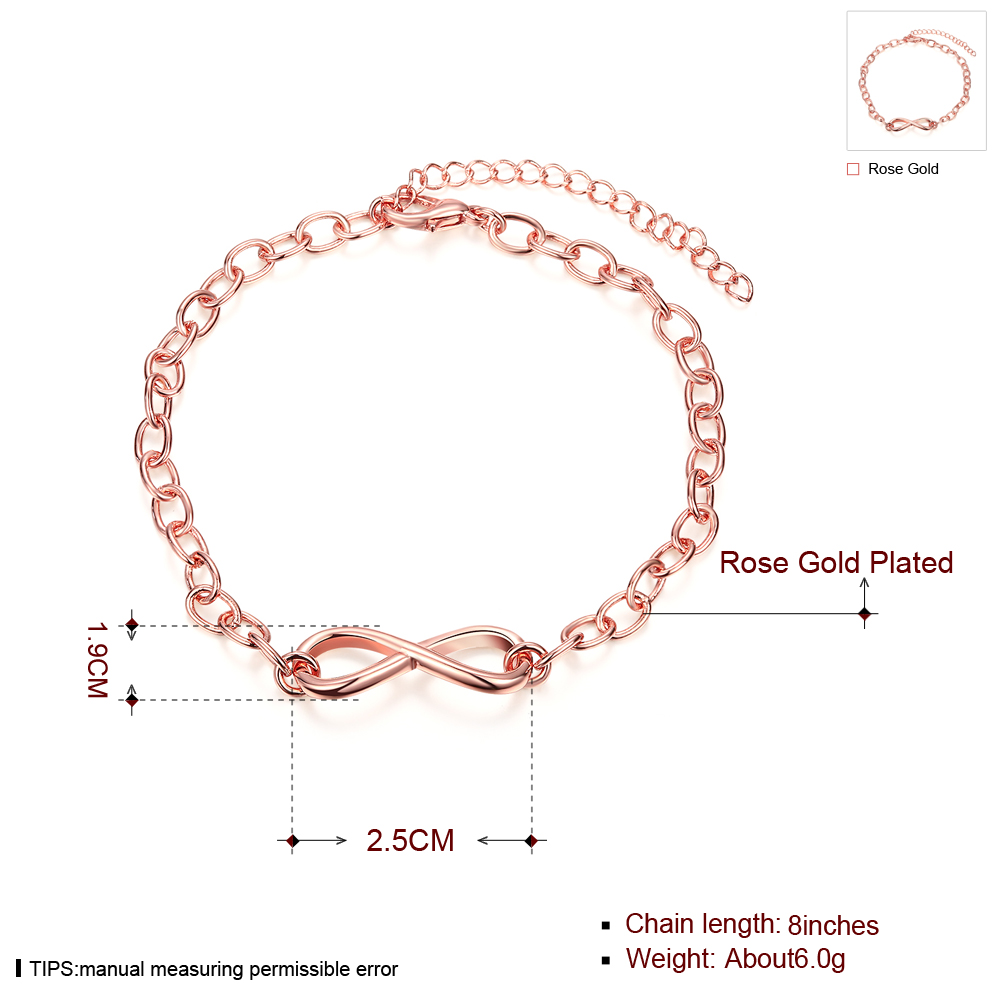 Rose Gold
Rose Gold Plated
1.9CM
2.5CM
Chain length: 8inches
Weight: About6.0g
TIPS:manual measuring permissible error